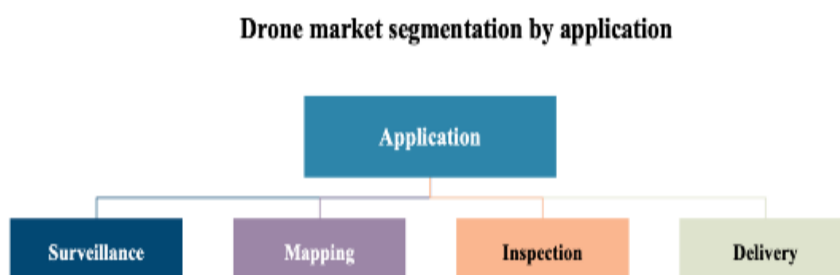 Drone market segmentation by application
Application
Surveillance
Mapping
Inspection
Delivery